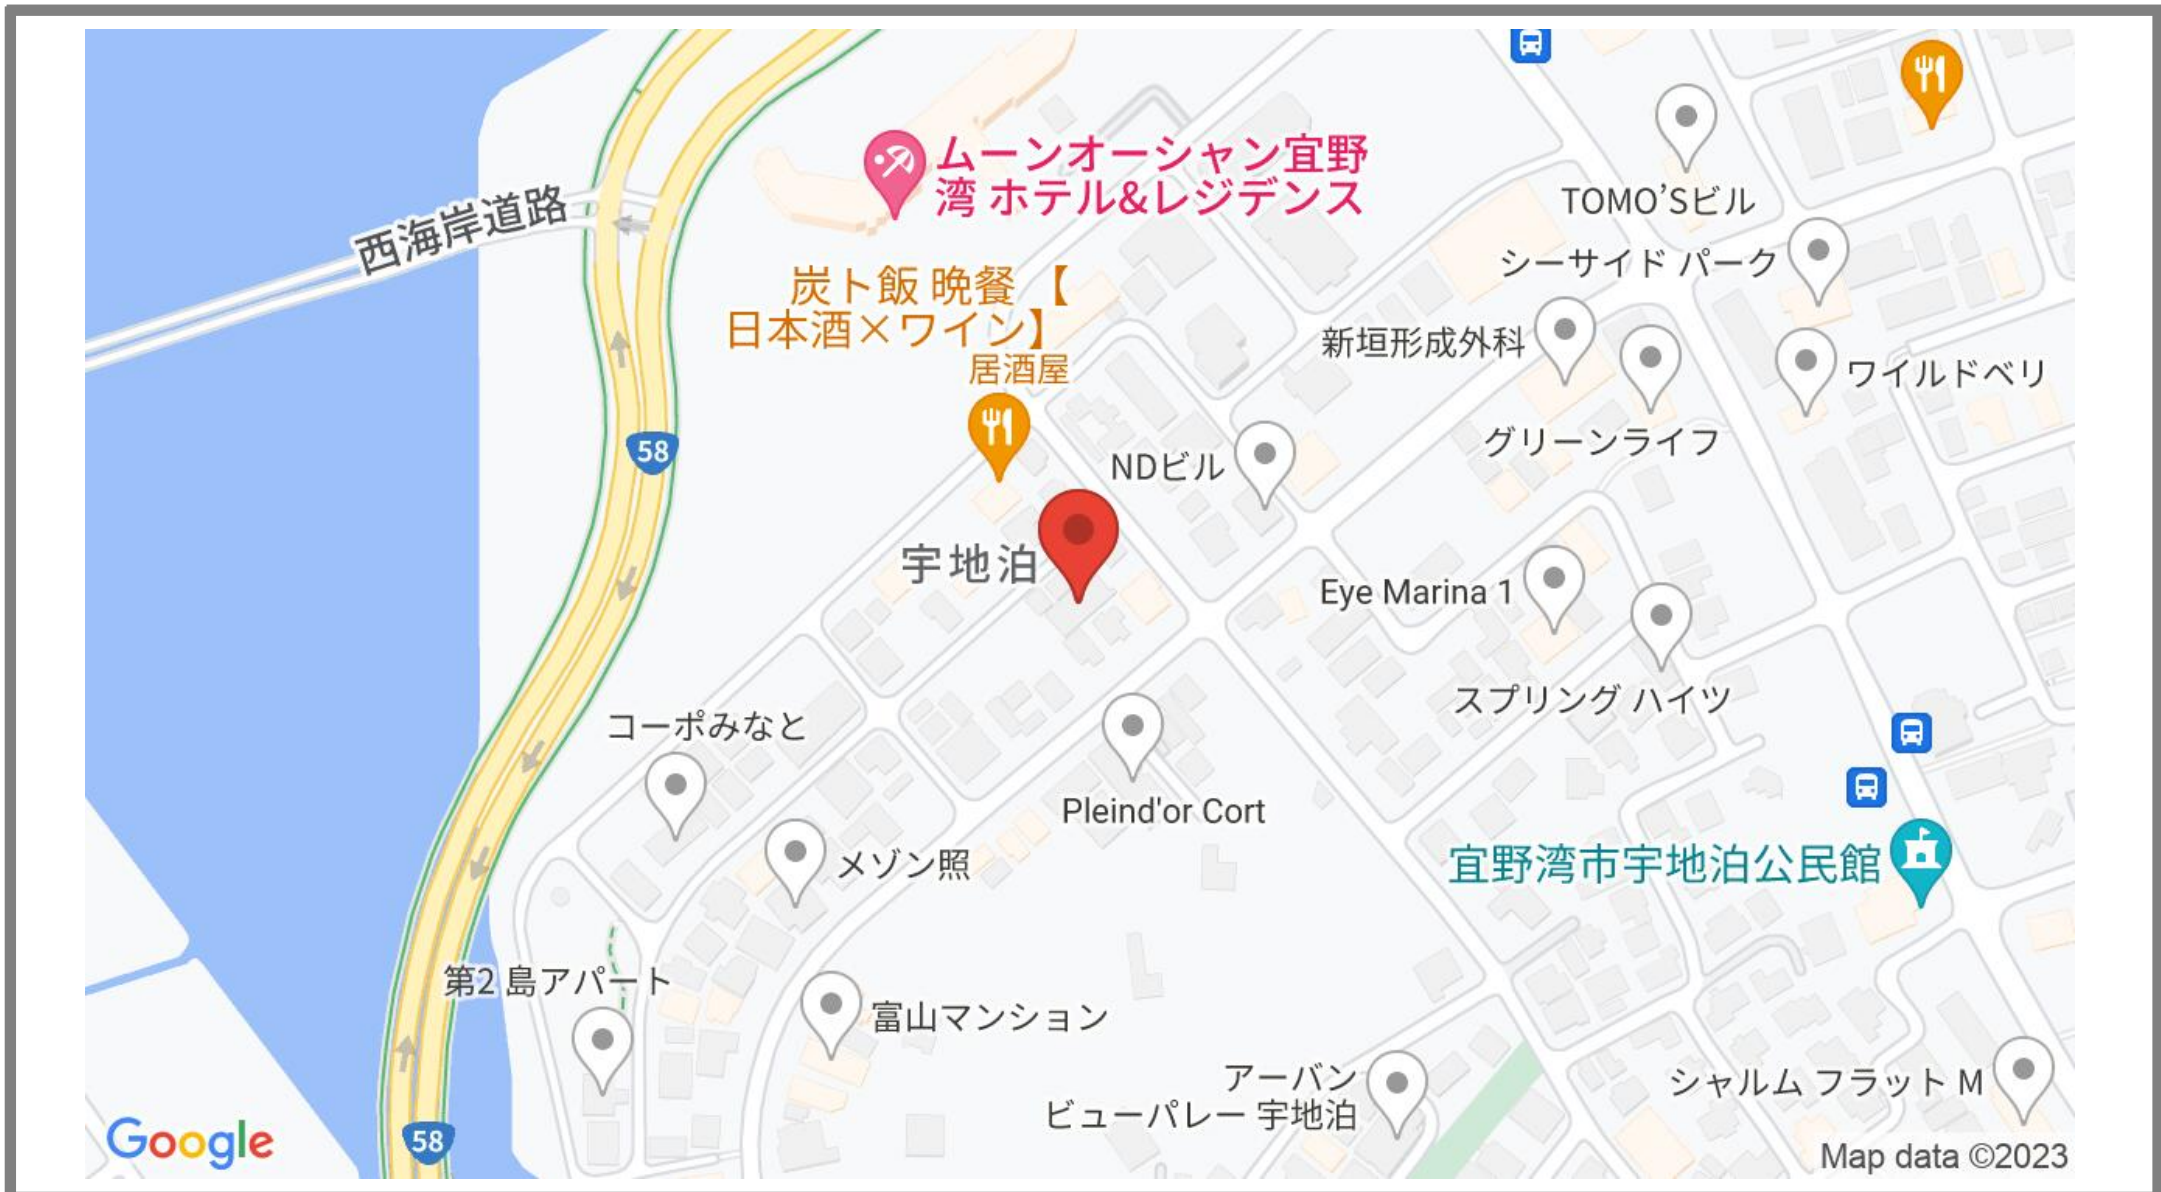 ムーンオーシャン宜野
湾 ホテル&レジデンス
TOMO'Sビル
西海岸道路
シーサイド パーク
炭ト飯 晩餐 【
日本酒×ワイン】
居酒屋
新垣形成外科
ワイルドベリ
グリーンライフ
58
NDビル
宇地泊
Eye Marina 1
スプリング ハイツ
コーポみなと
Pleind'or Cort
メゾン照
宜野湾市宇地泊公民館
第2 島アパート
富山マンション
アーバン
ビューパレー 宇地泊
シャルム フラット M
Google
58
Map data ©2023